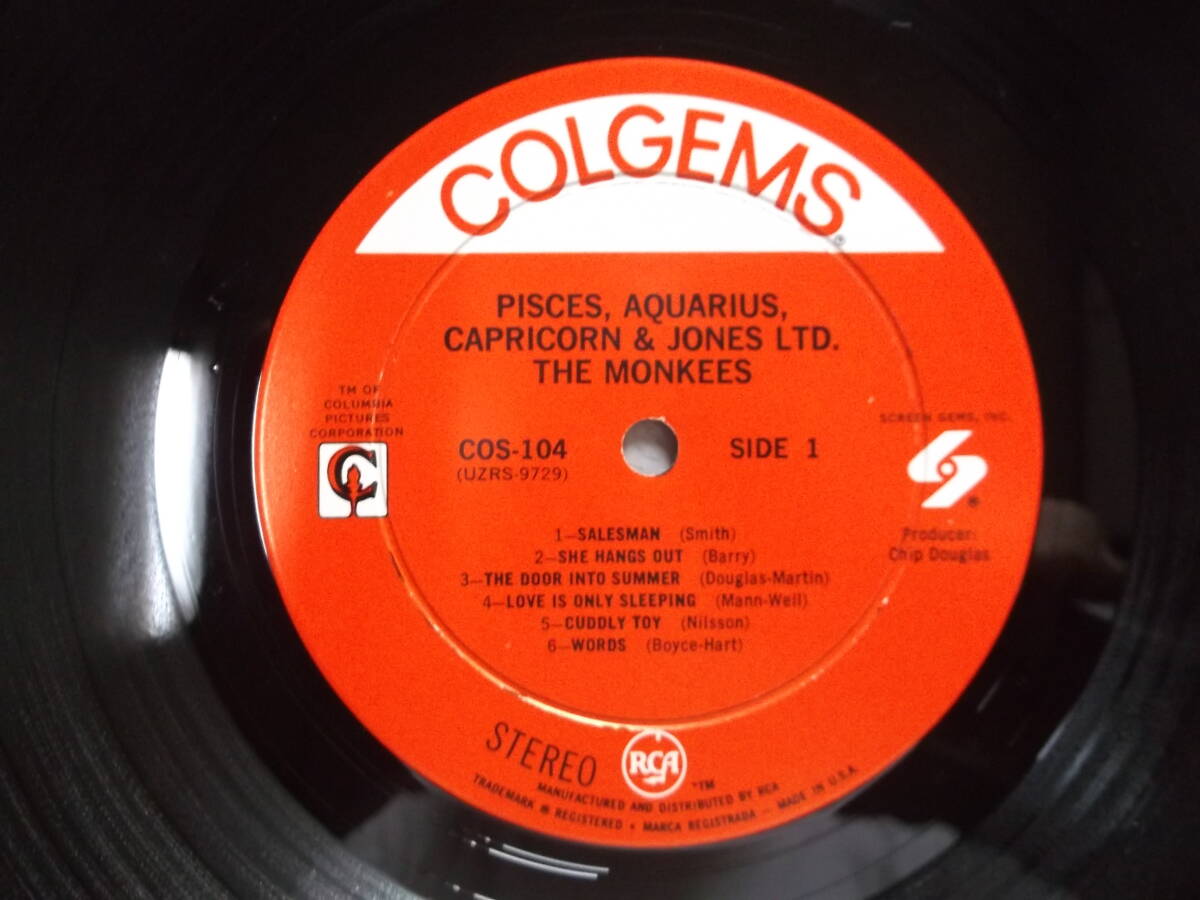 COLGEMS®
PISCES, AQUARIUS,
CAPRICORN & JONES LTD.
THE MONKEES
TM OF
COLUMBIA
PICTURES
CORPORATION
COS-104
(UZRS-9729)
SIDE 1
SCREEN GEMS, INC.
®
Producer:
Chip Douglas
1—SALESMAN (Smith)
2—SHE HANGS OUT (Barry)
3—THE DOOR INTO SUMMER (Douglas-Martin)
4—LOVE IS ONLY SLEEPING (Mann-Weil)
5—CUDDLY TOY (Nilsson)
6—WORDS (Boyce-Hart)
STEREO
RCA
™
MANUFACTURED AND DISTRIBUTED BY RCA
TRADEMARK ® REGISTERED • MARCA REGISTRADA — MADE IN U.S.A.